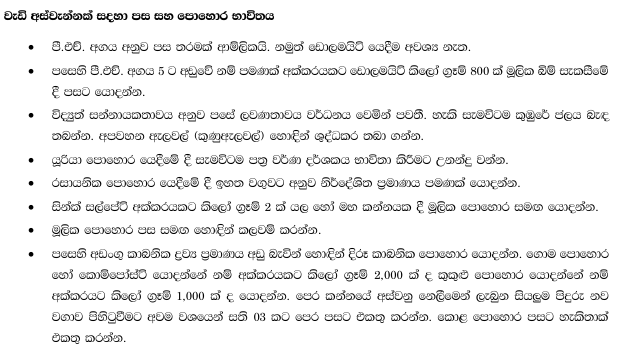 වැඩි අස්වැන්නක් සඳහා පස සහ පොහොර භාවිතය
• පී.එච්. අගය අනුව පස තරමක් ආම්ලිකයි. නමුත් ඩොලමයිට් යෙදීම අවශ්‍ය නැත.
• පසෙහි පී.එච්. අගය 5 ට අඩුවේ නම් පමණක් අක්කරයකට ඩොලමයිට් කිලෝ ග්‍රෑම් 800 ක් මූලික බිම් සැකසීමේ
දී පසට යොදන්න.
• විද්‍යුත් සන්නායකතාවය අනුව පසේ ලවණතාවය වර්ධනය වෙමින් පවතී. හැකි සැමවිටම කුඹුරේ ජලය බැඳ
තබන්න. අපවහන ඇලවල් (කුණුඇලවල්) හොඳින් ශුද්ධකර තබා ගන්න.
• යූරියා පොහොර යෙදීමේ දී සැමවිටම පත්‍ර වර්ණ දර්ශකය භාවිතා කිරීමට උනන්දු වන්න.
• රසායනික පොහොර යෙදීමේ දී ඉහත වගුවට අනුව නිර්දේශිත ප්‍රමාණය පමණක් යොදන්න.
• සින්ක් සල්පේට් අක්කරයකට කිලෝ ග්‍රෑම් 2 ක් යල හෝ මහ කන්නයක දී මූලික පොහොර සමඟ යොදන්න.
• මූලික පොහොර පස සමඟ හොඳින් කලවම් කරන්න.
• පසෙහි අඩංගු කාබනික ද්‍රව්‍ය ප්‍රමාණය අඩු බැවින් හොඳින් දිරූ කාබනික පොහොර යොදන්න. ගොම පොහොර
හෝ කොම්පෝස්ට් යොදන්නේ නම් අක්කරයකට කිලෝ ග්‍රෑම් 2,000 ක් ද කුකුළු පොහොර යොදන්නේ නම්
අක්කරයට කිලෝ ග්‍රෑම් 1,000 ක් ද යොදන්න. පෙර කන්නයේ අස්වනු නෙලීමෙන් ලැබුන සියලුම පිදුරු නව
වගාව පිහිටුවීමට අවම වශයෙන් සති 03 කට පෙර පසට එකතු කරන්න. කොළ පොහොර පසට හැකිතාක්
එකතු කරන්න.